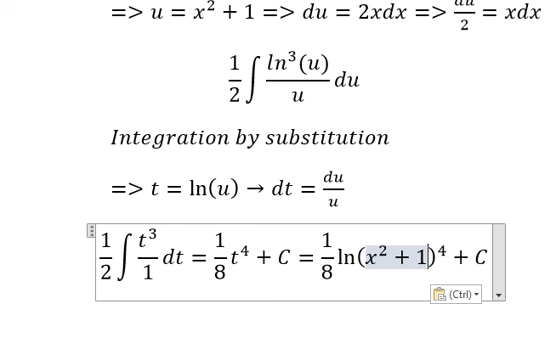 => u = x² + 1 => du = 2xdx => du/2 = xdx
1/2 ∫ ln³(u)/u du
Integration by substitution
=> t = ln(u) → dt = du/u
1/2 ∫ t³/1 dt = 1/8 t⁴ + C = 1/8 ln(x² + 1)⁴ + C
(Ctrl)